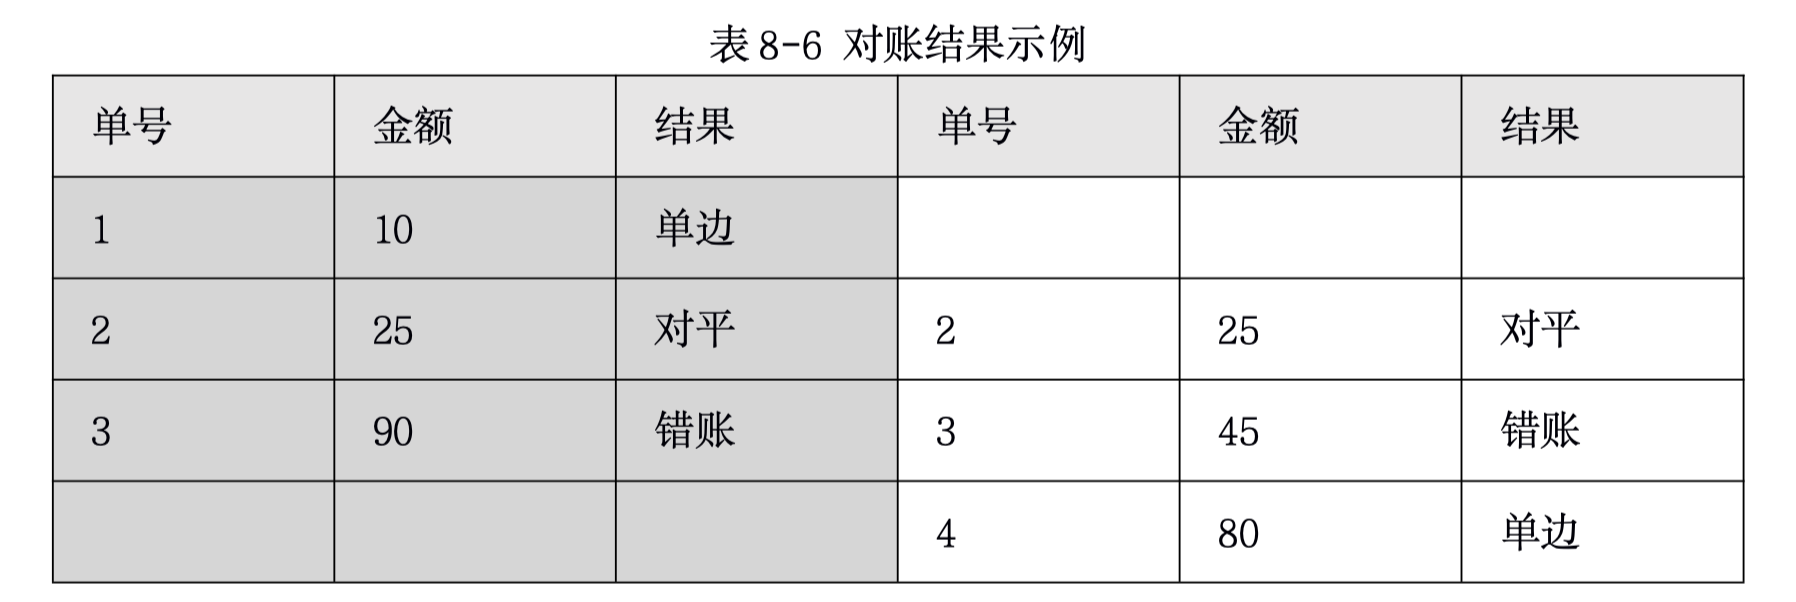 表8-6 对账结果示例
单号 金额 结果 单号 金额 结果
1 10 单边
2 25 对平 2 25 对平
3 90 错账 3 45 错账
4 80 单边